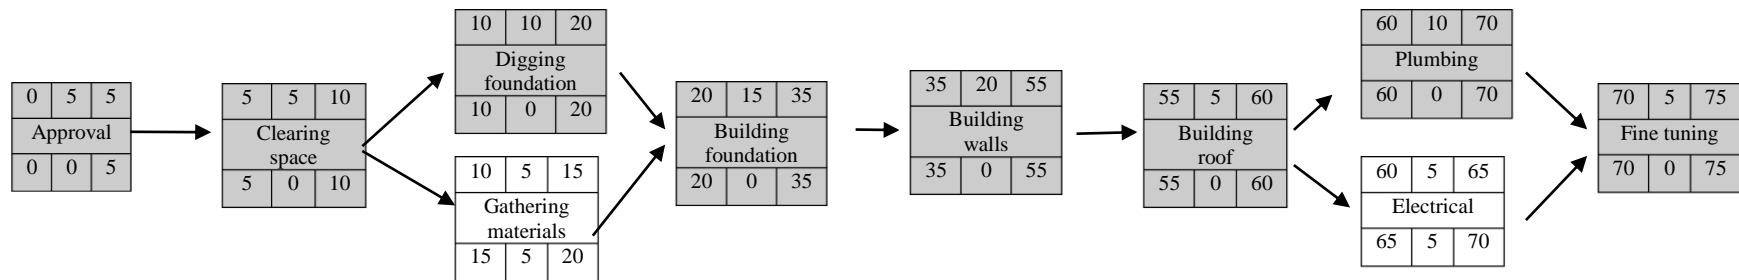 0 5 5
Approval
0 0 5
5 5 10
Clearing
space
5 0 10
10 10 20
Digging
foundation
10 0 20
10 5 15
Gathering
materials
15 5 20
20 15 35
Building
foundation
20 0 35
35 20 55
Building
walls
35 0 55
55 5 60
Building
roof
55 0 60
60 10 70
Plumbing
60 0 70
60 5 65
Electrical
65 5 70
70 5 75
Fine tuning
70 0 75